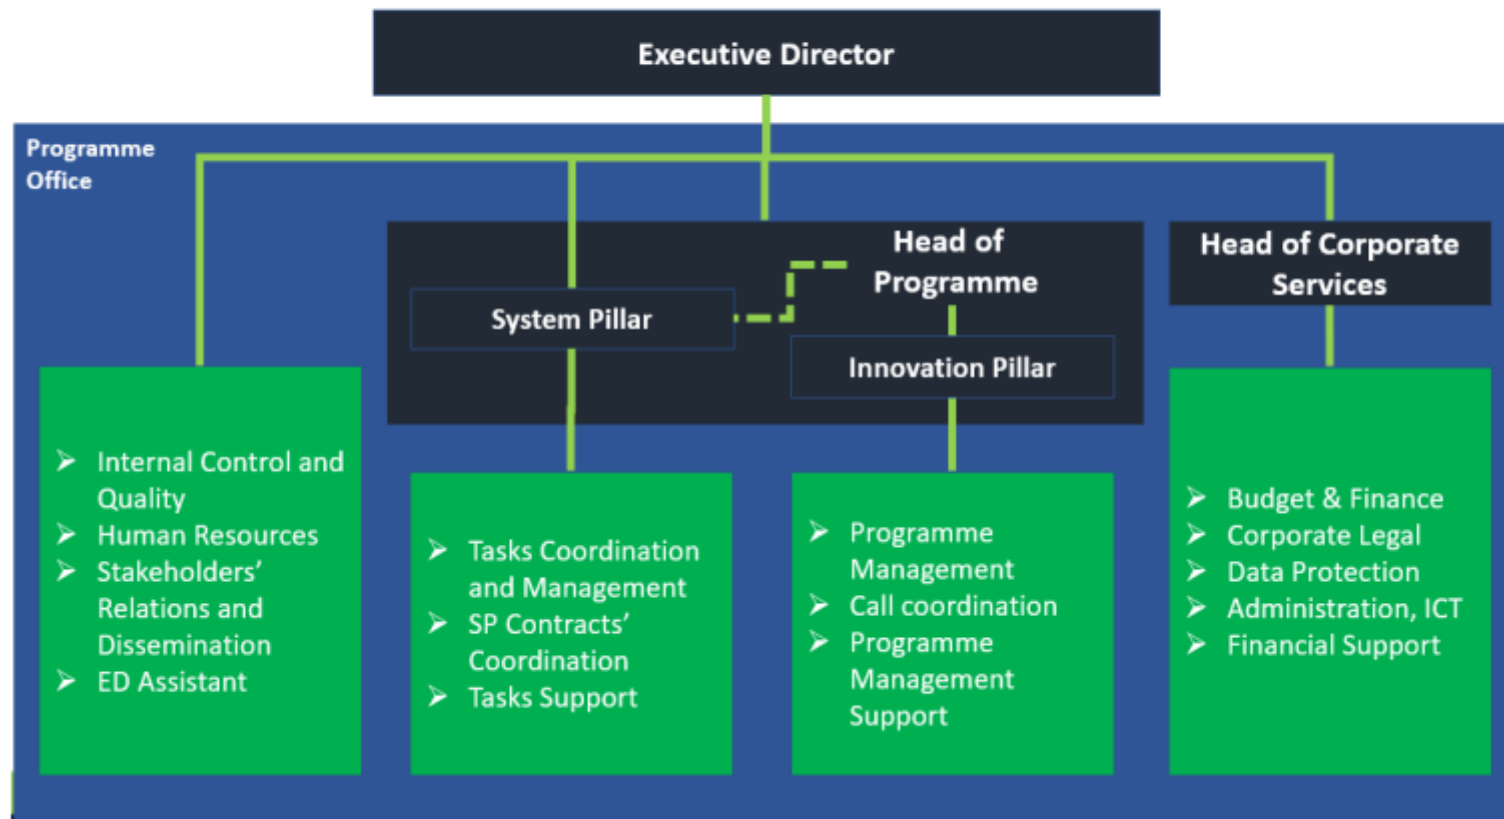 Executive Director
Programme
Office
Head of
Programme
Head of Corporate
Services
System Pillar
Innovation Pillar
➢ Internal Control and
Quality
➢ Human Resources
➢ Stakeholders’
Relations and
Dissemination
➢ ED Assistant
➢ Tasks Coordination
and Management
➢ SP Contracts’
Coordination
➢ Tasks Support
➢ Programme
Management
➢ Call coordination
➢ Programme
Management
Support
➢ Budget & Finance
➢ Corporate Legal
➢ Data Protection
➢ Administration, ICT
➢ Financial Support